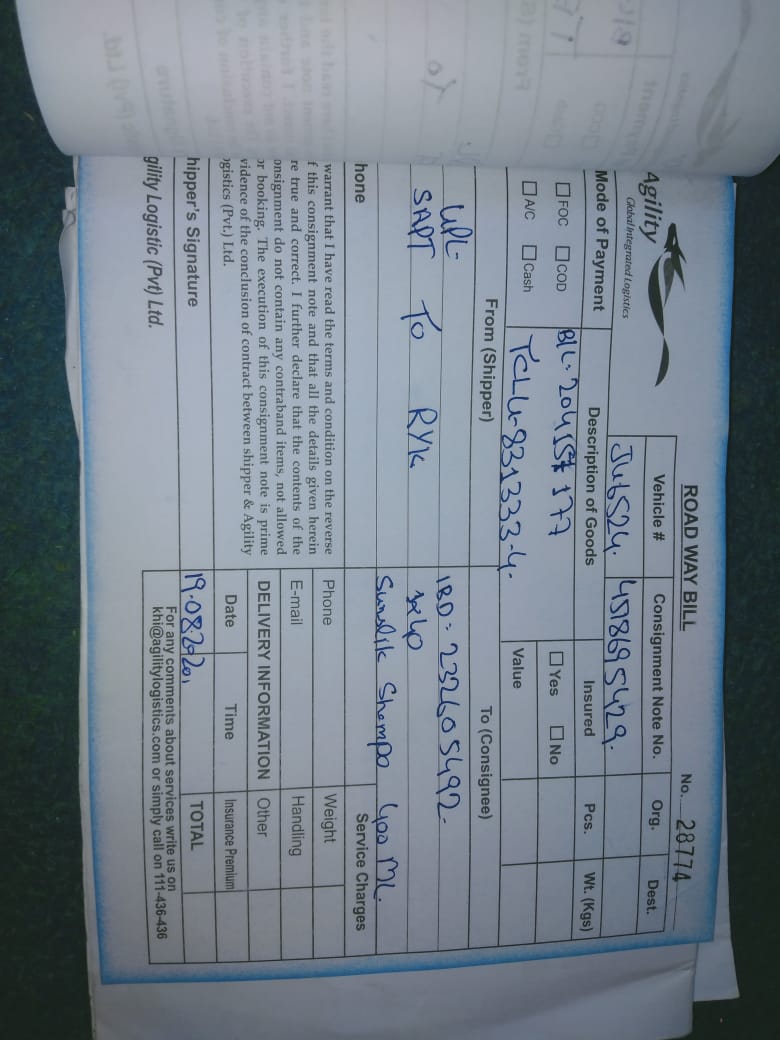 ROAD WAY BILL
No. 28774
Agility
Global Integrated Logistics
Vehicle #
Consignment Note No.
Org.
Dest.
JU6524.
4518695429.
Mode of Payment
Description of Goods
Insured
Pcs.
Wt. (Kgs)
FOC
COD
B/L-
177
Yes
No
A/C
Cash
TCLU-831333-4.
Value
From (Shipper)
To (Consignee)
UPL-
IBD- 232605492-
SAPT To RYK
1x40
Sunslik Shampo 400 ML.
hone
Service Charges
warrant that I have read the terms and condition on the reverse
f this consignment note and that all the details given herein
re true and correct. I further declare that the contents of the
onsignment do not contain any contraband items, not allowed
or booking. The execution of this consignment note is prime
vidence of the conclusion of contract between shipper & Agility
ogistics (Pvt.) Ltd.
Phone
Weight
E-mail
Handling
DELIVERY INFORMATION
Other
Date
Time
Insurance Premium
hipper's Signature
19.08.2020,
TOTAL
gility Logistic (Pvt) Ltd.
For any comments about services write us on
khi@agilitylogistics.com or simply call on 111-436-436